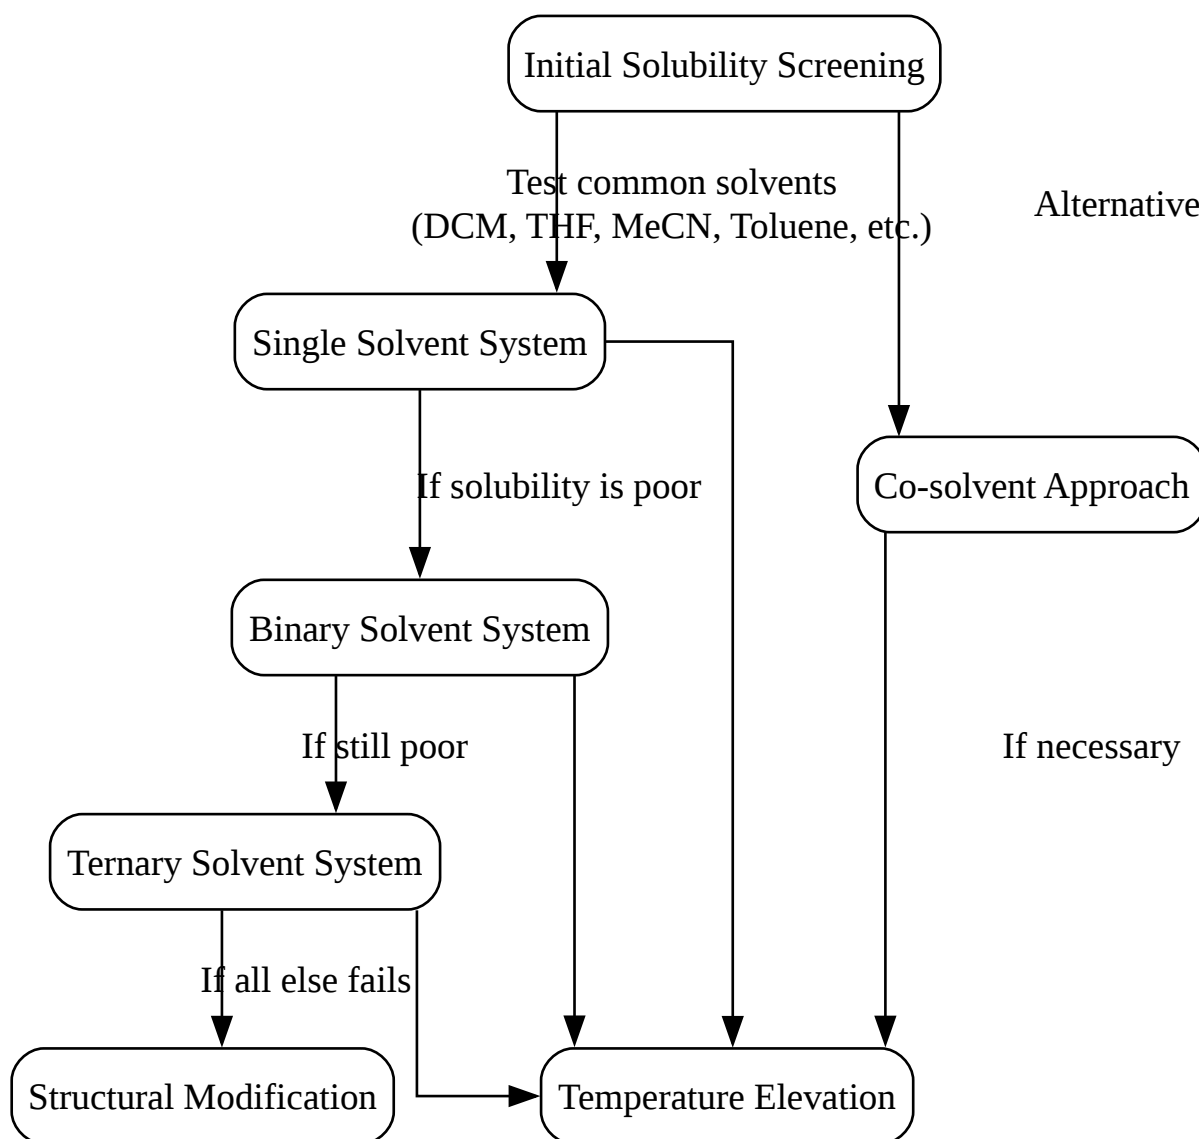 Initial Solubility Screening
Test common solvents
(DCM, THF, MeCN, Toluene, etc.)
Alternative
Single Solvent System
If solubility is poor
Co-solvent Approach
Binary Solvent System
If still poor
If necessary
Ternary Solvent System
If all else fails
Structural Modification
Temperature Elevation